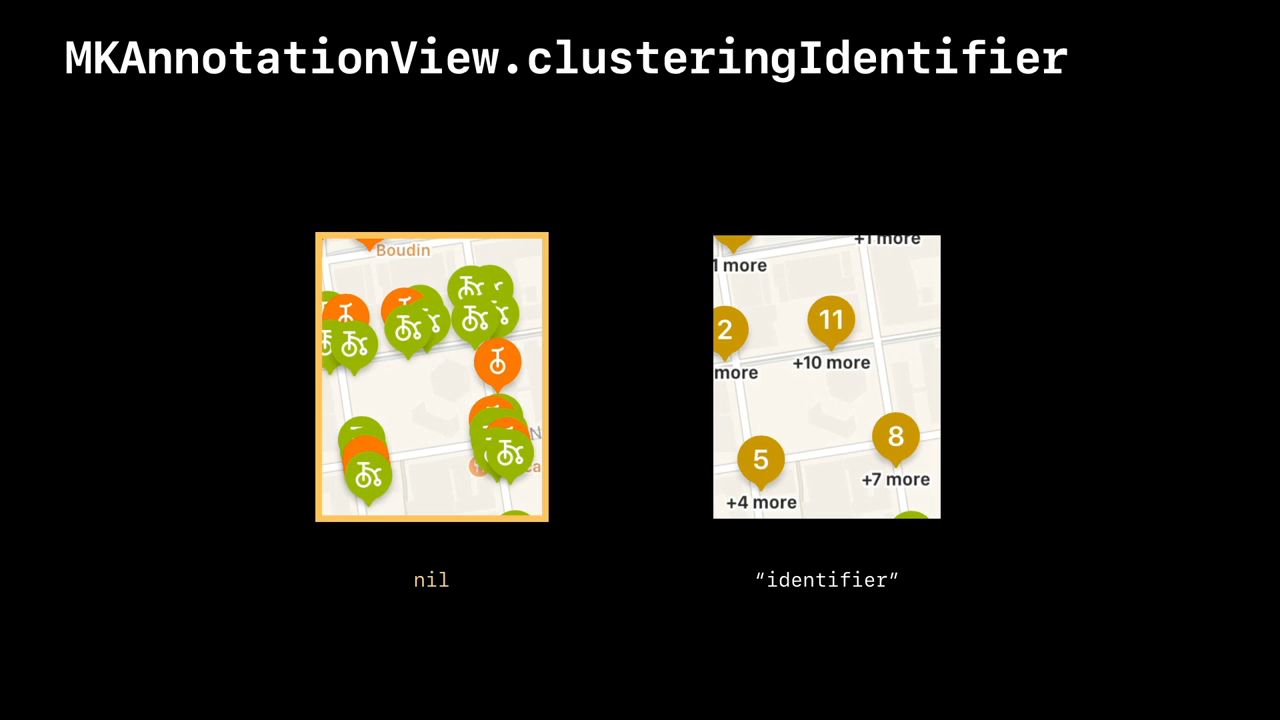 MKAnnotationView.clusteringIdentifier
Boudin
+1 more
1 more
11
2
+10 more
more
8
5
+7 more
+4 more
nil
“identifier”